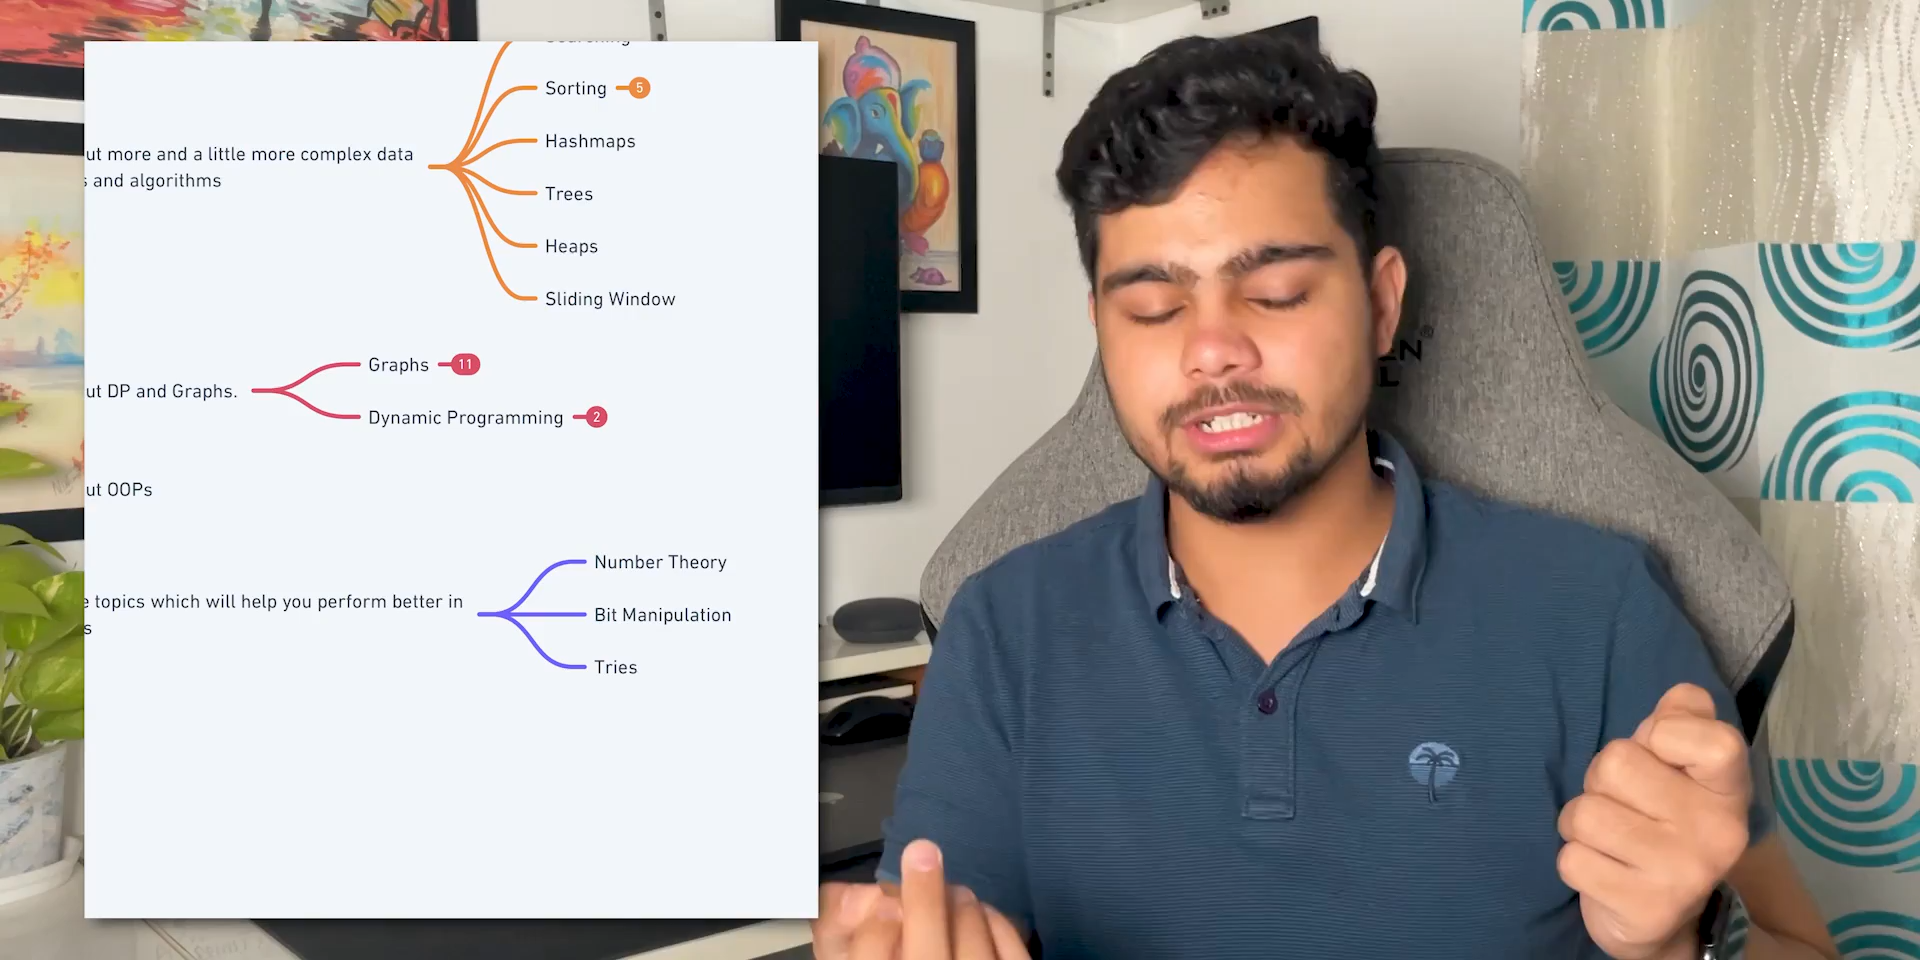 Searching
Sorting 5
ut more and a little more complex data
s and algorithms
Hashmaps
Trees
Heaps
Sliding Window
Graphs 11
ut DP and Graphs.
Dynamic Programming 2
ut OOPs
Number Theory
e topics which will help you perform better in
s
Bit Manipulation
Tries